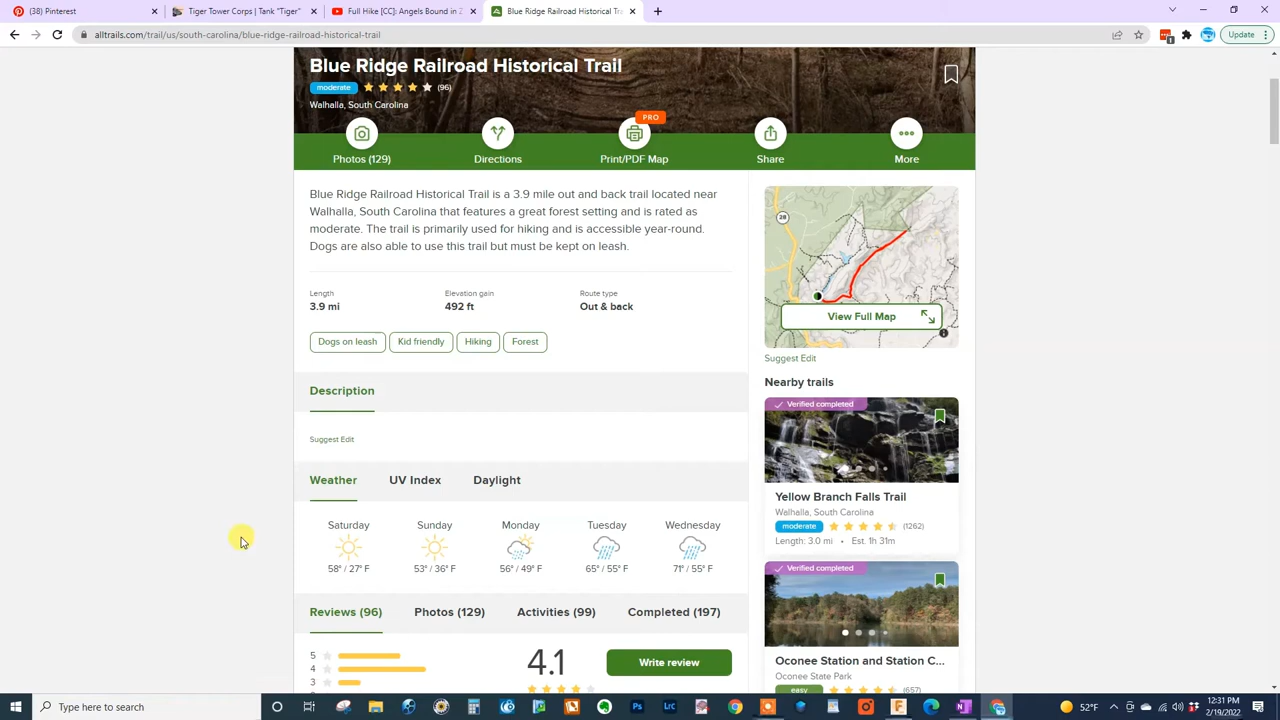 (38) Pinterest
Tiger Tower Corps | Tank "Tiger"
Fox Hiking [CC]: Bound in Z
Blue Ridge Railroad Historical Tra
alltrails.com/trail/us/south-carolina/blue-ridge-railroad-historical-trail
1
Update
Blue Ridge Railroad Historical Trail
moderate
(96)
Walhalla, South Carolina
PRO
Photos (129)
Directions
Print/PDF Map
Share
More
Blue Ridge Railroad Historical Trail is a 3.9 mile out and back trail located near
Walhalla, South Carolina that features a great forest setting and is rated as
moderate. The trail is primarily used for hiking and is accessible year-round.
Dogs are also able to use this trail but must be kept on leash.
Length
3.9 mi
Elevation gain
492 ft
Route type
Out & back
Dogs on leash
Kid friendly
Hiking
Forest
28
View Full Map
Suggest Edit
Nearby trails
Description
Suggest Edit
Weather
UV Index
Daylight
Saturday
58° / 27° F
Sunday
53° / 36° F
Monday
56° / 49° F
Tuesday
65° / 55° F
Wednesday
71° / 55° F
Reviews (96)
Photos (129)
Activities (99)
Completed (197)
5
4
3
4.1
Write review
Verified completed
Yellow Branch Falls Trail
Walhalla, South Carolina
moderate
(1262)
Length: 3.0 mi • Est. 1h 31m
Verified completed
Oconee Station and Station C...
Oconee State Park
easy
(657)
Type here to search
Ps
LrC
52°F
12:31 PM
2/19/2022